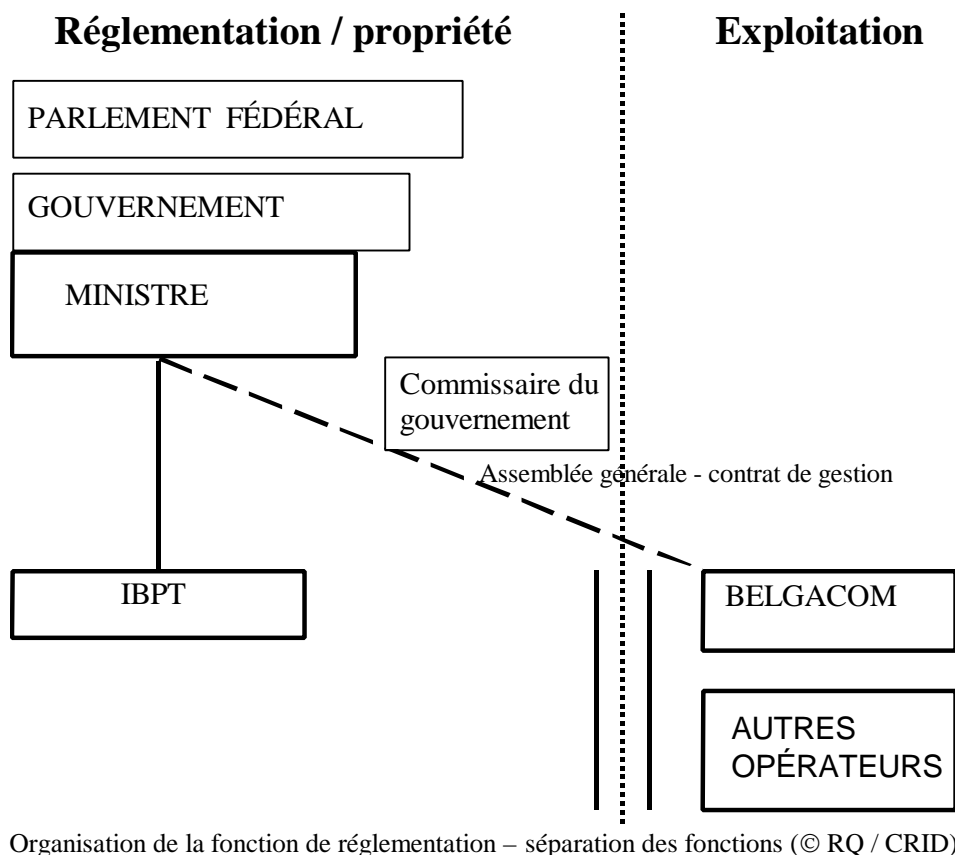 Réglementation / propriété
Exploitation
PARLEMENT FÉDÉRAL
GOUVERNEMENT
MINISTRE
Commissaire du
gouvernement
Assemblée générale - contrat de gestion
IBPT
BELGACOM
AUTRES
OPÉRATEURS
Organisation de la fonction de réglementation – séparation des fonctions (© RQ / CRID)